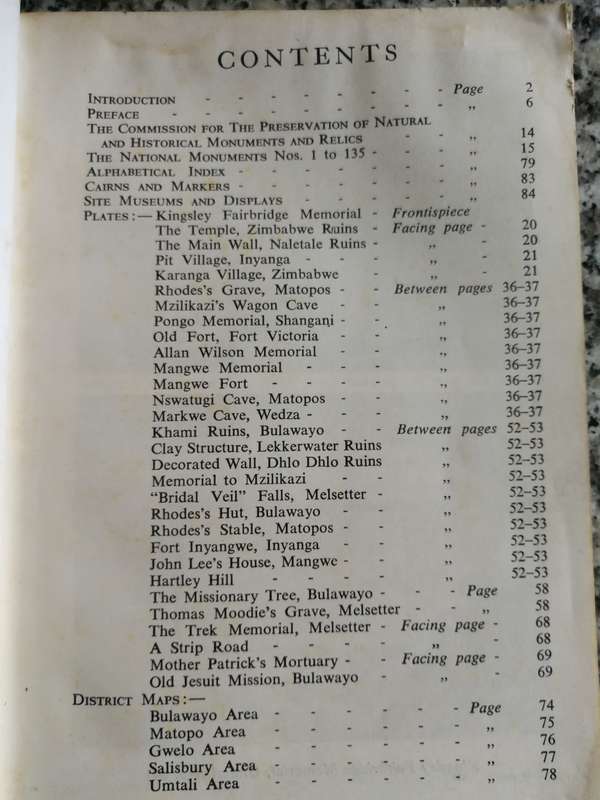 CONTENTS
INTRODUCTION - - - - - - - - Page 2
PREFACE - - - - - - - - - „ 6
THE COMMISSION FOR THE PRESERVATION OF NATURAL
AND HISTORICAL MONUMENTS AND RELICS - - „ 14
THE NATIONAL MONUMENTS NOS. 1 TO 135 - - - „ 15
ALPHABETICAL INDEX - - - - - - - „ 79
CAIRNS AND MARKERS - - - - - - - „ 83
SITE MUSEUMS AND DISPLAYS - - - - - „ 84
PLATES:— Kingsley Fairbridge Memorial - Frontispiece
The Temple, Zimbabwe Ruins - Facing page - 20
The Main Wall, Naletale Ruins - „ - 20
Pit Village, Inyanga - - „ - 21
Karanga Village, Zimbabwe - „ - 21
Rhodes's Grave, Matopos - - Between pages 36–37
Mzilikazi's Wagon Cave - - „ 36–37
Pongo Memorial, Shangani - - „ 36–37
Old Fort, Fort Victoria - - „ 36–37
Allan Wilson Memorial - - „ 36–37
Mangwe Memorial - - - „ 36–37
Mangwe Fort - - - - „ 36–37
Nswatugi Cave, Matopos - - „ 36–37
Markwe Cave, Wedza - - - „ 36–37
Khami Ruins, Bulawayo - - Between pages 52–53
Clay Structure, Lekkerwater Ruins „ 52–53
Decorated Wall, Dhlo Dhlo Ruins „ 52–53
Memorial to Mzilikazi - - „ 52–53
"Bridal Veil" Falls, Melsetter - „ 52–53
Rhodes's Hut, Bulawayo - - „ 52–53
Rhodes's Stable, Matopos - - „ 52–53
Fort Inyangwe, Inyanga - - „ 52–53
John Lee's House, Mangwe - - „ 52–53
Hartley Hill - - - - „ 52–53
The Missionary Tree, Bulawayo - - - Page 58
Thomas Moodie's Grave, Melsetter - - „ 58
The Trek Memorial, Melsetter - Facing page - 68
A Strip Road - - - - „ - 68
Mother Patrick's Mortuary - - Facing page - 69
Old Jesuit Mission, Bulawayo - „ - 69
DISTRICT MAPS:—
Bulawayo Area - - - - - - Page 74
Matopo Area - - - - - - „ 75
Gwelo Area - - - - - - „ 76
Salisbury Area - - - - - - „ 77
Umtali Area - - - - - - „ 78